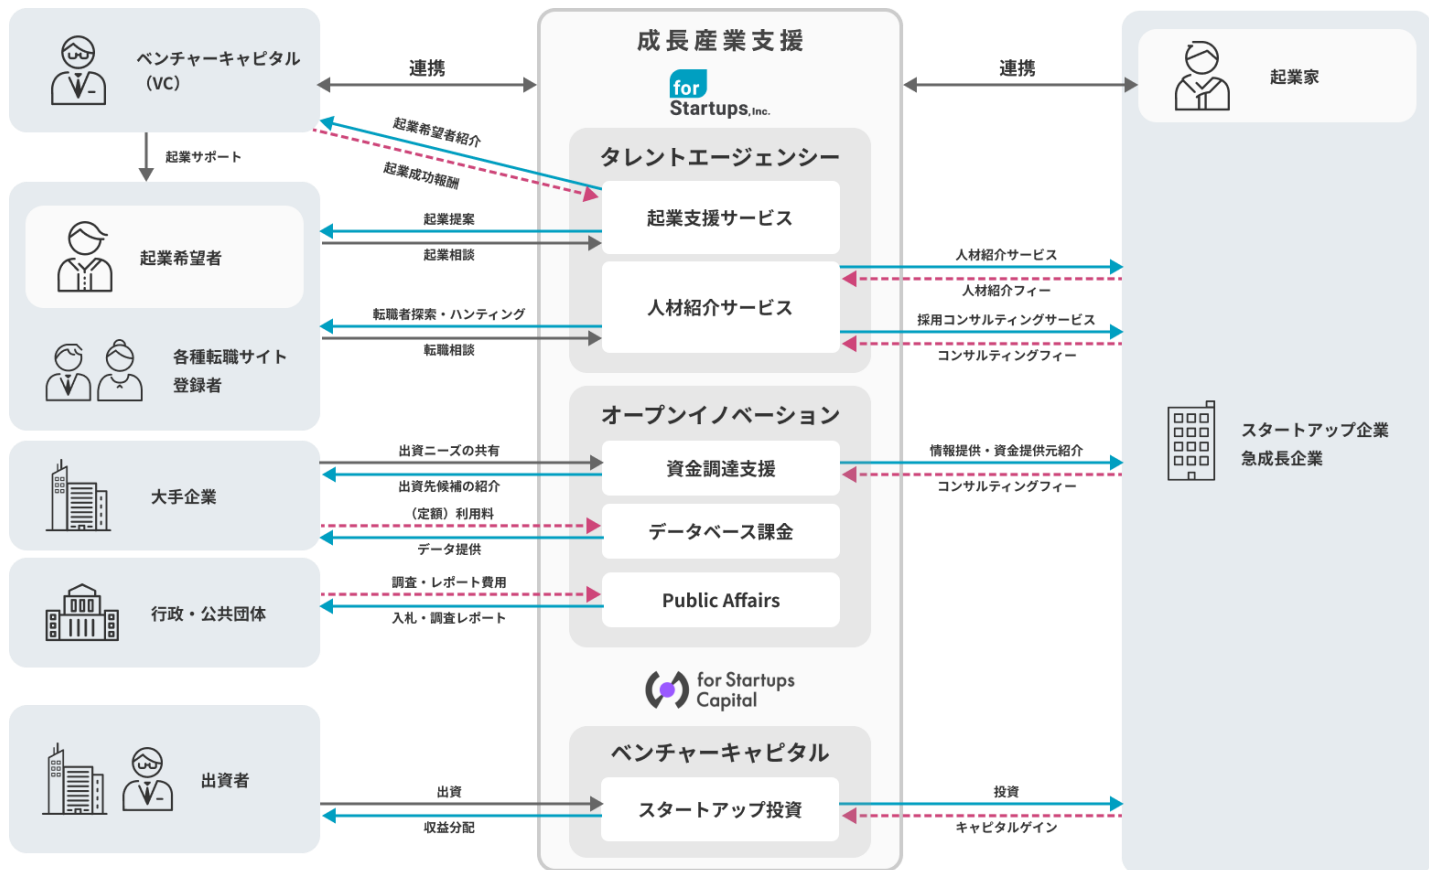 成長産業支援
for
Startups, Inc.
ベンチャーキャピタル
（VC）
連携
連携
起業家
起業サポート
起業希望者紹介
起業成功報酬
タレントエージェンシー
起業支援サービス
起業希望者
起業提案
起業相談
人材紹介サービス
人材紹介サービス
人材紹介フィー
転職者探索・ハンティング
転職相談
採用コンサルティングサービス
コンサルティングフィー
各種転職サイト
登録者
オープンイノベーション
大手企業
出資ニーズの共有
出資先候補の紹介
資金調達支援
情報提供・資金提供元紹介
コンサルティングフィー
スタートアップ企業
急成長企業
（定額）利用料
データ提供
データベース課金
行政・公共団体
調査・レポート費用
入札・調査レポート
Public Affairs
for Startups
Capital
ベンチャーキャピタル
出資者
出資
収益分配
スタートアップ投資
投資
キャピタルゲイン